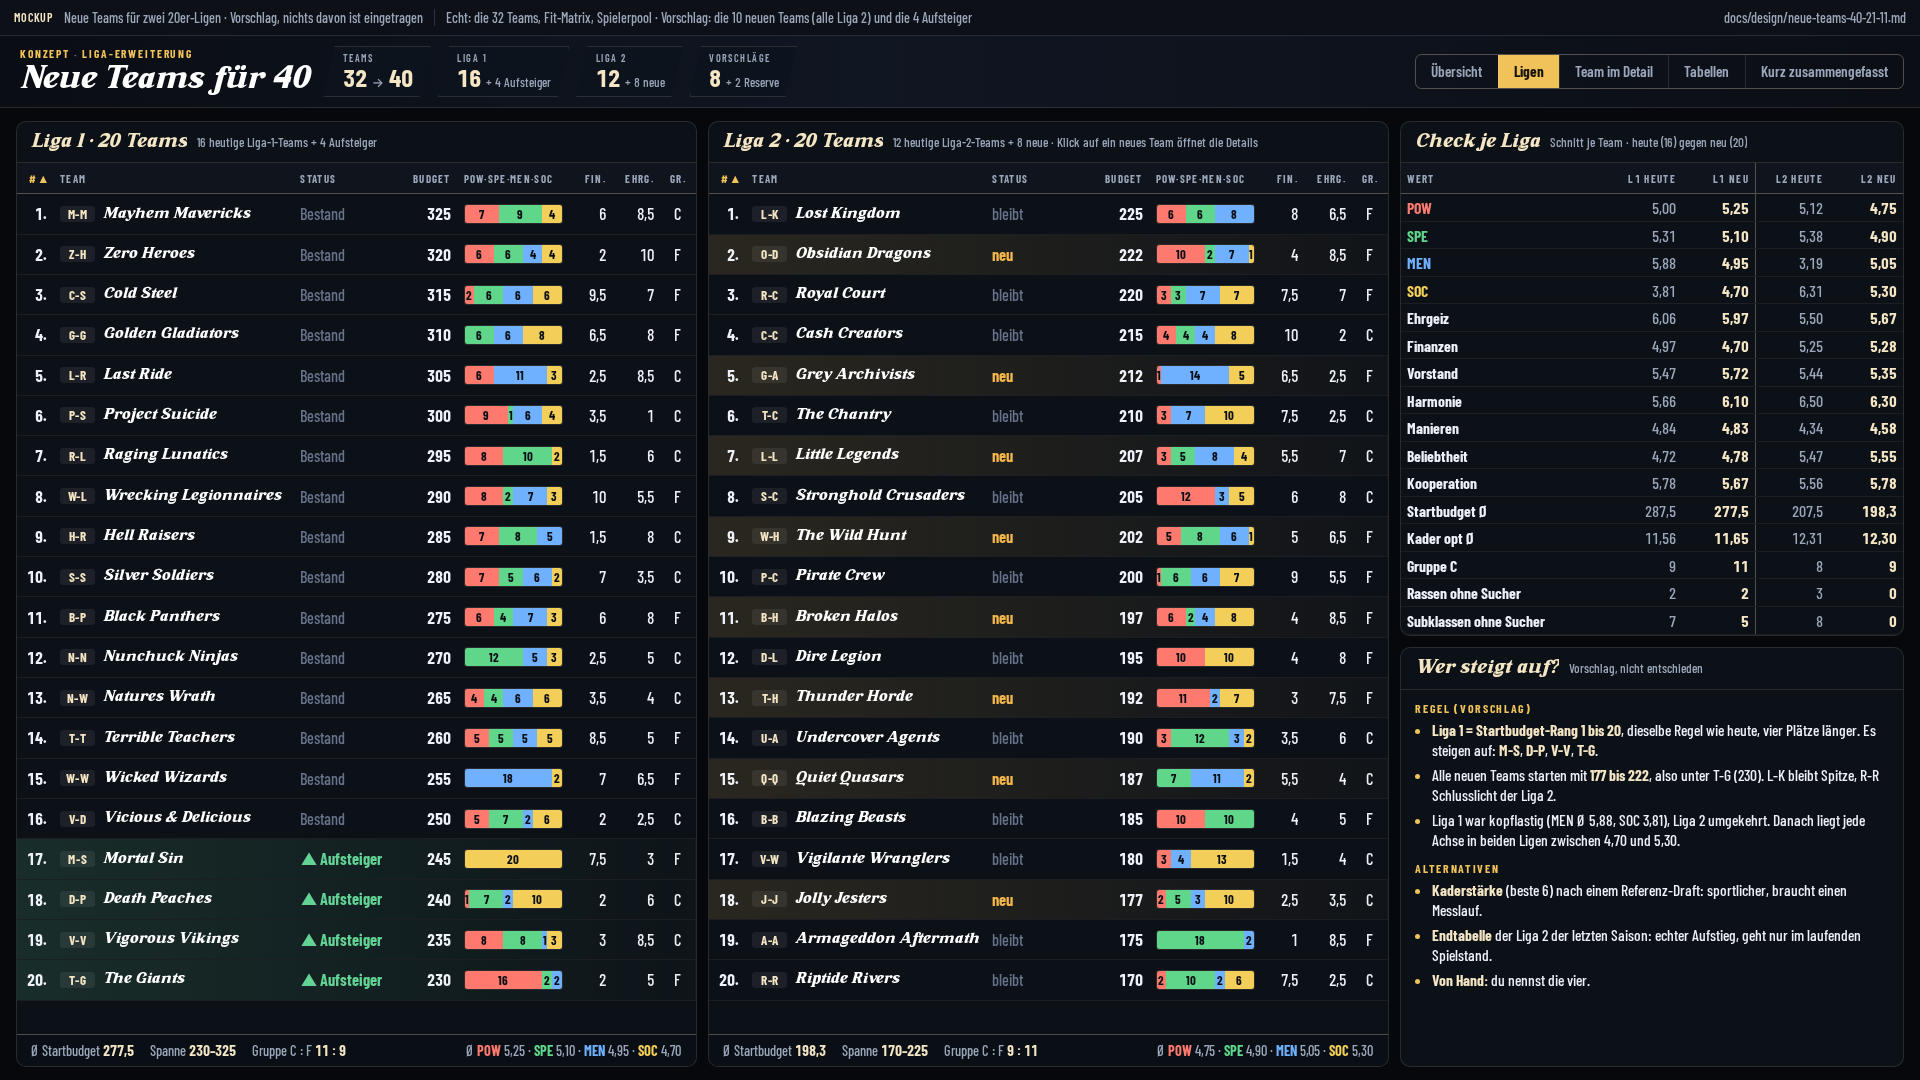 MOCKUP Neue Teams für zwei 20er-Ligen · Vorschlag, nichts davon ist eingetragen Echt: die 32 Teams, Fit-Matrix, Spielerpool · Vorschlag: die 10 neuen Teams (alle Liga 2) und die 4 Aufsteiger docs/design/neue-teams-40-21-11.md
KONZEPT · LIGA-ERWEITERUNG
Neue Teams für 40
TEAMS
32 → 40
LIGA 1
16 + 4 Aufsteiger
LIGA 2
12 + 8 neue
VORSCHLÄGE
8 + 2 Reserve
Übersicht Ligen Team im Detail Tabellen Kurz zusammengefasst
Liga 1 · 20 Teams 16 heutige Liga-1-Teams + 4 Aufsteiger
# ▲ TEAM STATUS BUDGET POW·SPE·MEN·SOC FIN. EHRG. GR.
1. M-M Mayhem Mavericks Bestand 325 7 9 4 6 8,5 C
2. Z-H Zero Heroes Bestand 320 6 6 4 4 2 10 F
3. C-S Cold Steel Bestand 315 2 6 6 6 9,5 7 F
4. G-G Golden Gladiators Bestand 310 6 6 8 6,5 8 F
5. L-R Last Ride Bestand 305 6 11 3 2,5 8,5 C
6. P-S Project Suicide Bestand 300 9 1 6 4 3,5 1 C
7. R-L Raging Lunatics Bestand 295 8 10 2 1,5 6 C
8. W-L Wrecking Legionnaires Bestand 290 8 2 7 3 10 5,5 F
9. H-R Hell Raisers Bestand 285 7 8 5 1,5 8 C
10. S-S Silver Soldiers Bestand 280 7 5 6 2 7 3,5 C
11. B-P Black Panthers Bestand 275 6 4 7 3 6 8 F
12. N-N Nunchuck Ninjas Bestand 270 12 5 3 2,5 5 C
13. N-W Natures Wrath Bestand 265 4 4 6 6 3,5 4 C
14. T-T Terrible Teachers Bestand 260 5 5 5 5 8,5 5 F
15. W-W Wicked Wizards Bestand 255 18 2 7 6,5 F
16. V-D Vicious & Delicious Bestand 250 5 7 2 6 2 2,5 C
17. M-S Mortal Sin ▲ Aufsteiger 245 20 7,5 3 F
18. D-P Death Peaches ▲ Aufsteiger 240 1 7 2 10 2 6 C
19. V-V Vigorous Vikings ▲ Aufsteiger 235 8 8 1 3 3 8,5 C
20. T-G The Giants ▲ Aufsteiger 230 16 2 2 2 5 F
Ø Startbudget 277,5 Spanne 230–325 Gruppe C : F 11 : 9 Ø POW 5,25 · SPE 5,10 · MEN 4,95 · SOC 4,70
Liga 2 · 20 Teams 12 heutige Liga-2-Teams + 8 neue · Klick auf ein neues Team öffnet die Details
# ▲ TEAM STATUS BUDGET POW·SPE·MEN·SOC FIN. EHRG. GR.
1. L-K Lost Kingdom bleibt 225 6 6 8 8 6,5 F
2. O-D Obsidian Dragons neu 222 10 2 7 1 4 8,5 F
3. R-C Royal Court bleibt 220 3 3 7 7 7,5 7 F
4. C-C Cash Creators bleibt 215 4 4 4 8 10 2 C
5. G-A Grey Archivists neu 212 1 14 5 6,5 2,5 F
6. T-C The Chantry bleibt 210 3 7 10 7,5 2,5 C
7. L-L Little Legends neu 207 3 5 8 4 5,5 7 C
8. S-C Stronghold Crusaders bleibt 205 12 3 5 6 8 C
9. W-H The Wild Hunt neu 202 5 8 6 1 5 6,5 F
10. P-C Pirate Crew bleibt 200 1 6 6 7 9 5,5 F
11. B-H Broken Halos neu 197 6 2 4 8 4 8,5 F
12. D-L Dire Legion bleibt 195 10 10 4 8 F
13. T-H Thunder Horde neu 192 11 2 7 3 7,5 F
14. U-A Undercover Agents bleibt 190 3 12 3 2 3,5 6 C
15. Q-Q Quiet Quasars neu 187 7 11 2 5,5 4 C
16. B-B Blazing Beasts bleibt 185 10 10 4 5 F
17. V-W Vigilante Wranglers bleibt 180 3 4 13 1,5 4 C
18. J-J Jolly Jesters neu 177 2 5 3 10 2,5 3,5 C
19. A-A Armageddon Aftermath bleibt 175 18 2 1 8,5 F
20. R-R Riptide Rivers bleibt 170 2 10 2 6 7,5 2,5 C
Ø Startbudget 198,3 Spanne 170–225 Gruppe C : F 9 : 11 Ø POW 4,75 · SPE 4,90 · MEN 5,05 · SOC 5,30
Check je Liga Schnitt je Team · heute (16) gegen neu (20)
WERT L1 HEUTE L1 NEU L2 HEUTE L2 NEU
POW 5,00 5,25 5,12 4,75
SPE 5,31 5,10 5,38 4,90
MEN 5,88 4,95 3,19 5,05
SOC 3,81 4,70 6,31 5,30
Ehrgeiz 6,06 5,97 5,50 5,67
Finanzen 4,97 4,70 5,25 5,28
Vorstand 5,47 5,72 5,44 5,35
Harmonie 5,66 6,10 6,50 6,30
Manieren 4,84 4,83 4,34 4,58
Beliebtheit 4,72 4,78 5,47 5,55
Kooperation 5,78 5,67 5,56 5,78
Startbudget Ø 287,5 277,5 207,5 198,3
Kader opt Ø 11,56 11,65 12,31 12,30
Gruppe C 9 11 8 9
Rassen ohne Sucher 2 2 3 0
Subklassen ohne Sucher 7 5 8 0
Wer steigt auf? Vorschlag, nicht entschieden
REGEL (VORSCHLAG)
• Liga 1 = Startbudget-Rang 1 bis 20, dieselbe Regel wie heute, vier Plätze länger. Es
steigen auf: M-S, D-P, V-V, T-G.
• Alle neuen Teams starten mit 177 bis 222, also unter T-G (230). L-K bleibt Spitze, R-R
Schlusslicht der Liga 2.
• Liga 1 war kopflastig (MEN Ø 5,88, SOC 3,81), Liga 2 umgekehrt. Danach liegt jede
Achse in beiden Ligen zwischen 4,70 und 5,30.
ALTERNATIVEN
• Kaderstärke (beste 6) nach einem Referenz-Draft: sportlicher, braucht einen
Messlauf.
• Endtabelle der Liga 2 der letzten Saison: echter Aufstieg, geht nur im laufenden
Spielstand.
• Von Hand: du nennst die vier.